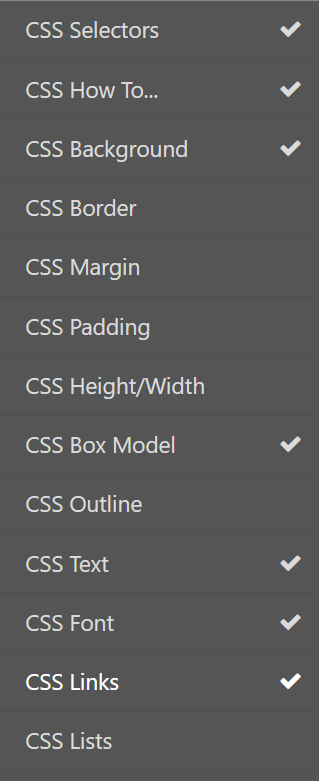 CSS Selectors
CSS How To...
CSS Background
CSS Border
CSS Margin
CSS Padding
CSS Height/Width
CSS Box Model
CSS Outline
CSS Text
CSS Font
CSS Links
CSS Lists